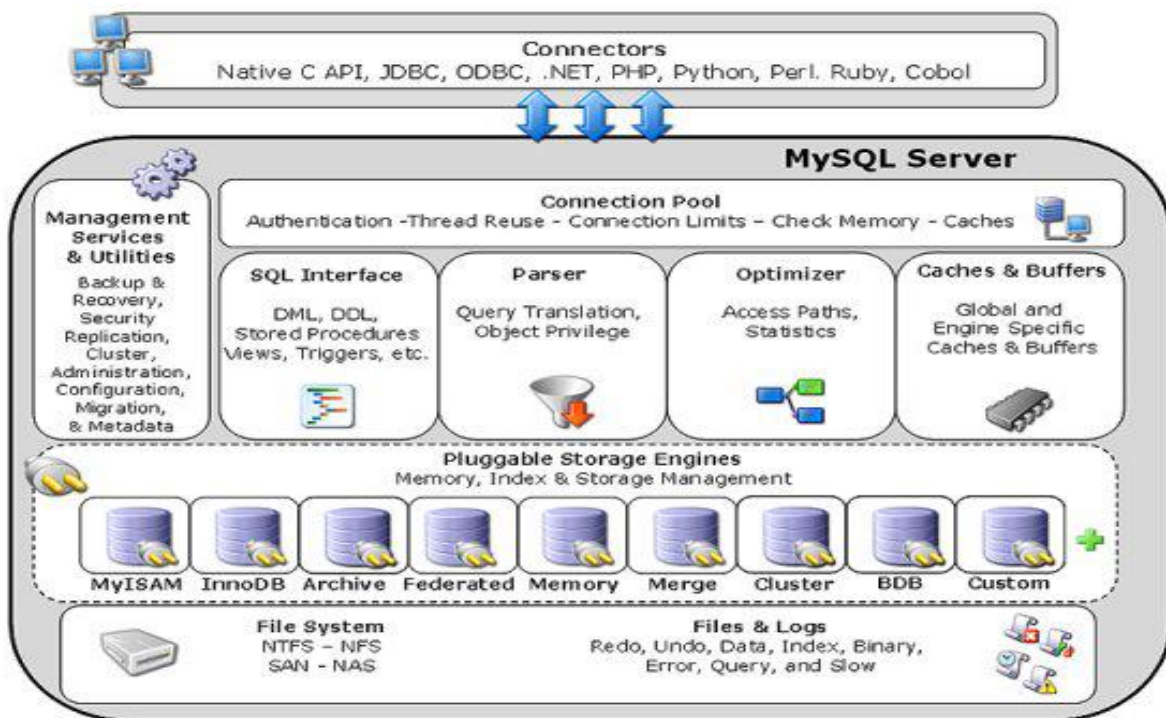 Connectors
Native C API, JDBC, ODBC, .NET, PHP, Python, Perl. Ruby, Cobol
MySQL Server
Management
Services
& Utilities
Backup &
Recovery,
Security
Replication,
Cluster,
Administration,
Configuration,
Migration,
& Metadata
Connection Pool
Authentication -Thread Reuse - Connection Limits – Check Memory - Caches
SQL Interface
DML, DDL,
Stored Procedures
Views, Triggers, etc.
Parser
Query Translation,
Object Privilege
Optimizer
Access Paths,
Statistics
Caches & Buffers
Global and
Engine Specific
Caches & Buffers
Pluggable Storage Engines
Memory, Index & Storage Management
MyISAM InnoDB Archive Federated Memory Merge Cluster BDB Custom
File System
NTFS – NFS
SAN - NAS
Files & Logs
Redo, Undo, Data, Index, Binary,
Error, Query, and Slow